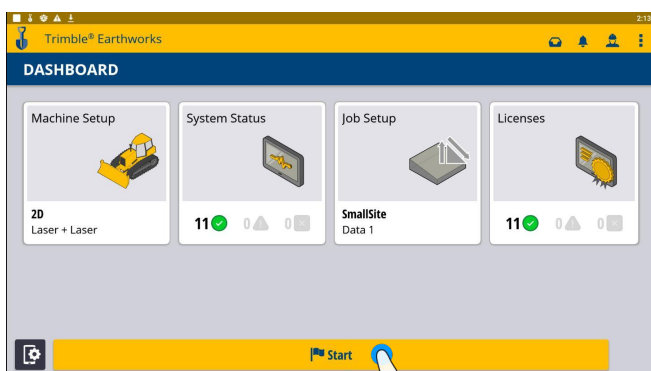 2:13
Trimble® Earthworks
DASHBOARD
Machine Setup
2D
Laser + Laser
System Status
11 0 0
Job Setup
SmallSite
Data 1
Licenses
11 0 0
Start